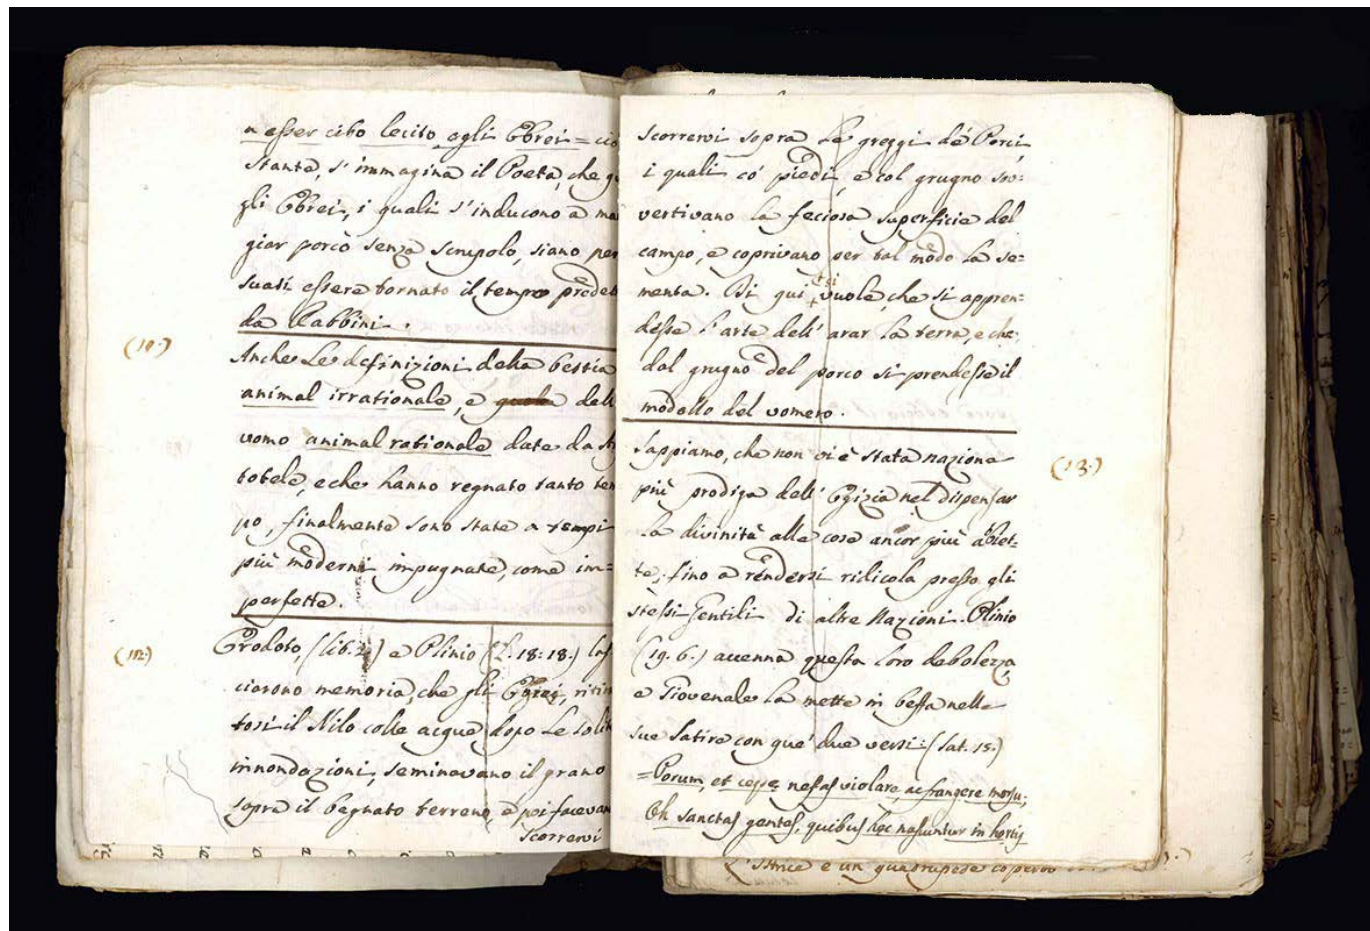 a esser cibo lecito agli Ebrei = cio
stante, s'immagina il Poeta, che
gli Ebrei, i quali s'inducono a man
giar porco senza scrupolo, siano per
suasi essere tornato il tempo predet
da Rabbini.
(10.)
Anche le definizioni della bestia
animal irrationale, e dell
uomo animal rationale date da
totele, e che hanno regnato tanto tem
po, finalmente sono state a tempi
più moderni impugnate, come im=
perfette.
(12.)
Erodoto, (lib. 2.) e Plinio (l. 18: 18.) las
ciarono memoria, che gli ritira
tosi il Nilo colle acque dopo le solite
innondazioni, seminavano il grano
sopra il bagnato terreno, e poi facevan
scorrervi
scorrervi sopra le greggi de' Porci,
i quali co' piedi, e col grugno sro=
vertivano la feciosa superficie del
campo, e coprivano per tal modo la se=
menta. Di qui si vuole, che si appren=
desse l'arte dell'arar la terra, e che
dal grugno del porco si prendesse il
modello del vomero.
(13.)
Sappiamo, che non vi è stata nazione
più prodiga dell'Egizia nel dispensar
la divinità alle cose ancor più abiet=
te, fino a rendersi ridicola presso gli
stessi Gentili di altre Nazioni. Plinio
(19. 6.) accenna questa loro debolezza,
e Giovenale la mette in beffa nelle
sue Satire con que' due versi: (Sat. 15.)
= Porum, et cepe nefas violare, ac frangere morsu;
Oh sanctas gentes, quibus hęc nascuntur in hortis
L'Istrice è un quadrupede coperto